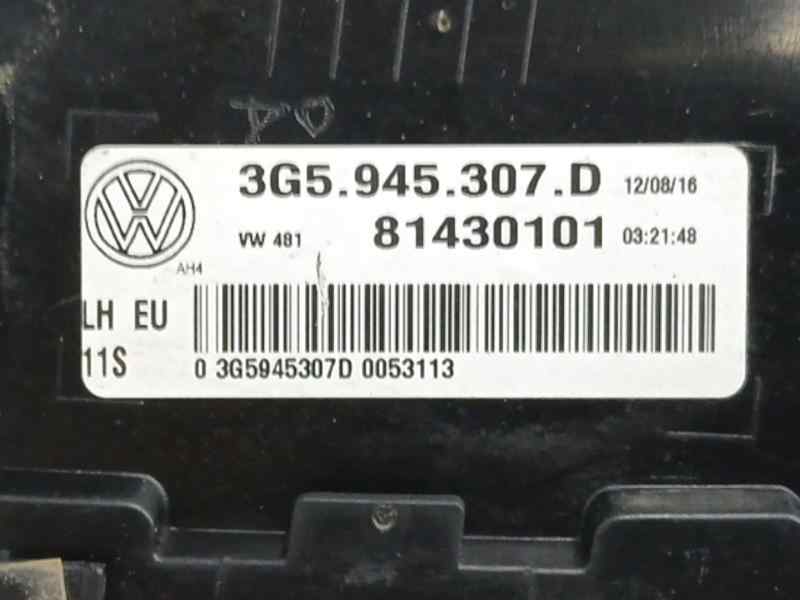 3G5.945.307.D 12/08/16
VW 481 81430101 03:21:48
AH4
LH EU
11S
0 3G5945307D 0053113